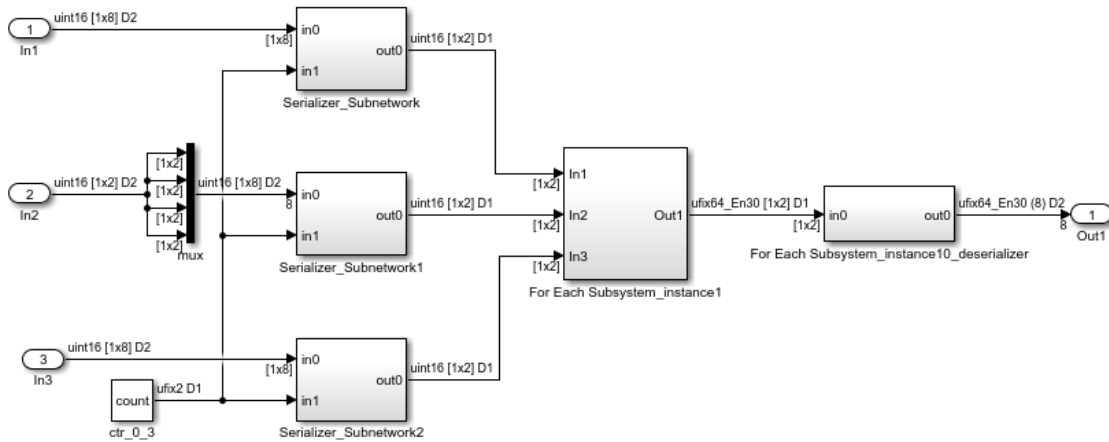 1
In1
uint16 [1x8] D2
[1x8]
in0
in1
out0
Serializer_Subnetwork
uint16 [1x2] D1
2
In2
uint16 [1x2] D2
[1x2]
[1x2]
[1x2]
[1x2]
mux
uint16 [1x8] D2
8
in0
in1
out0
Serializer_Subnetwork1
uint16 [1x2] D1
3
In3
uint16 [1x8] D2
[1x8]
count
ctr_0_3
ufix2 D1
in0
in1
out0
Serializer_Subnetwork2
uint16 [1x2] D1
[1x2]
[1x2]
[1x2]
In1
In2
In3
Out1
For Each Subsystem_instance1
ufix64_En30 [1x2] D1
[1x2]
in0
out0
For Each Subsystem_instance10_deserializer
ufix64_En30 (8) D2
8
1
Out1